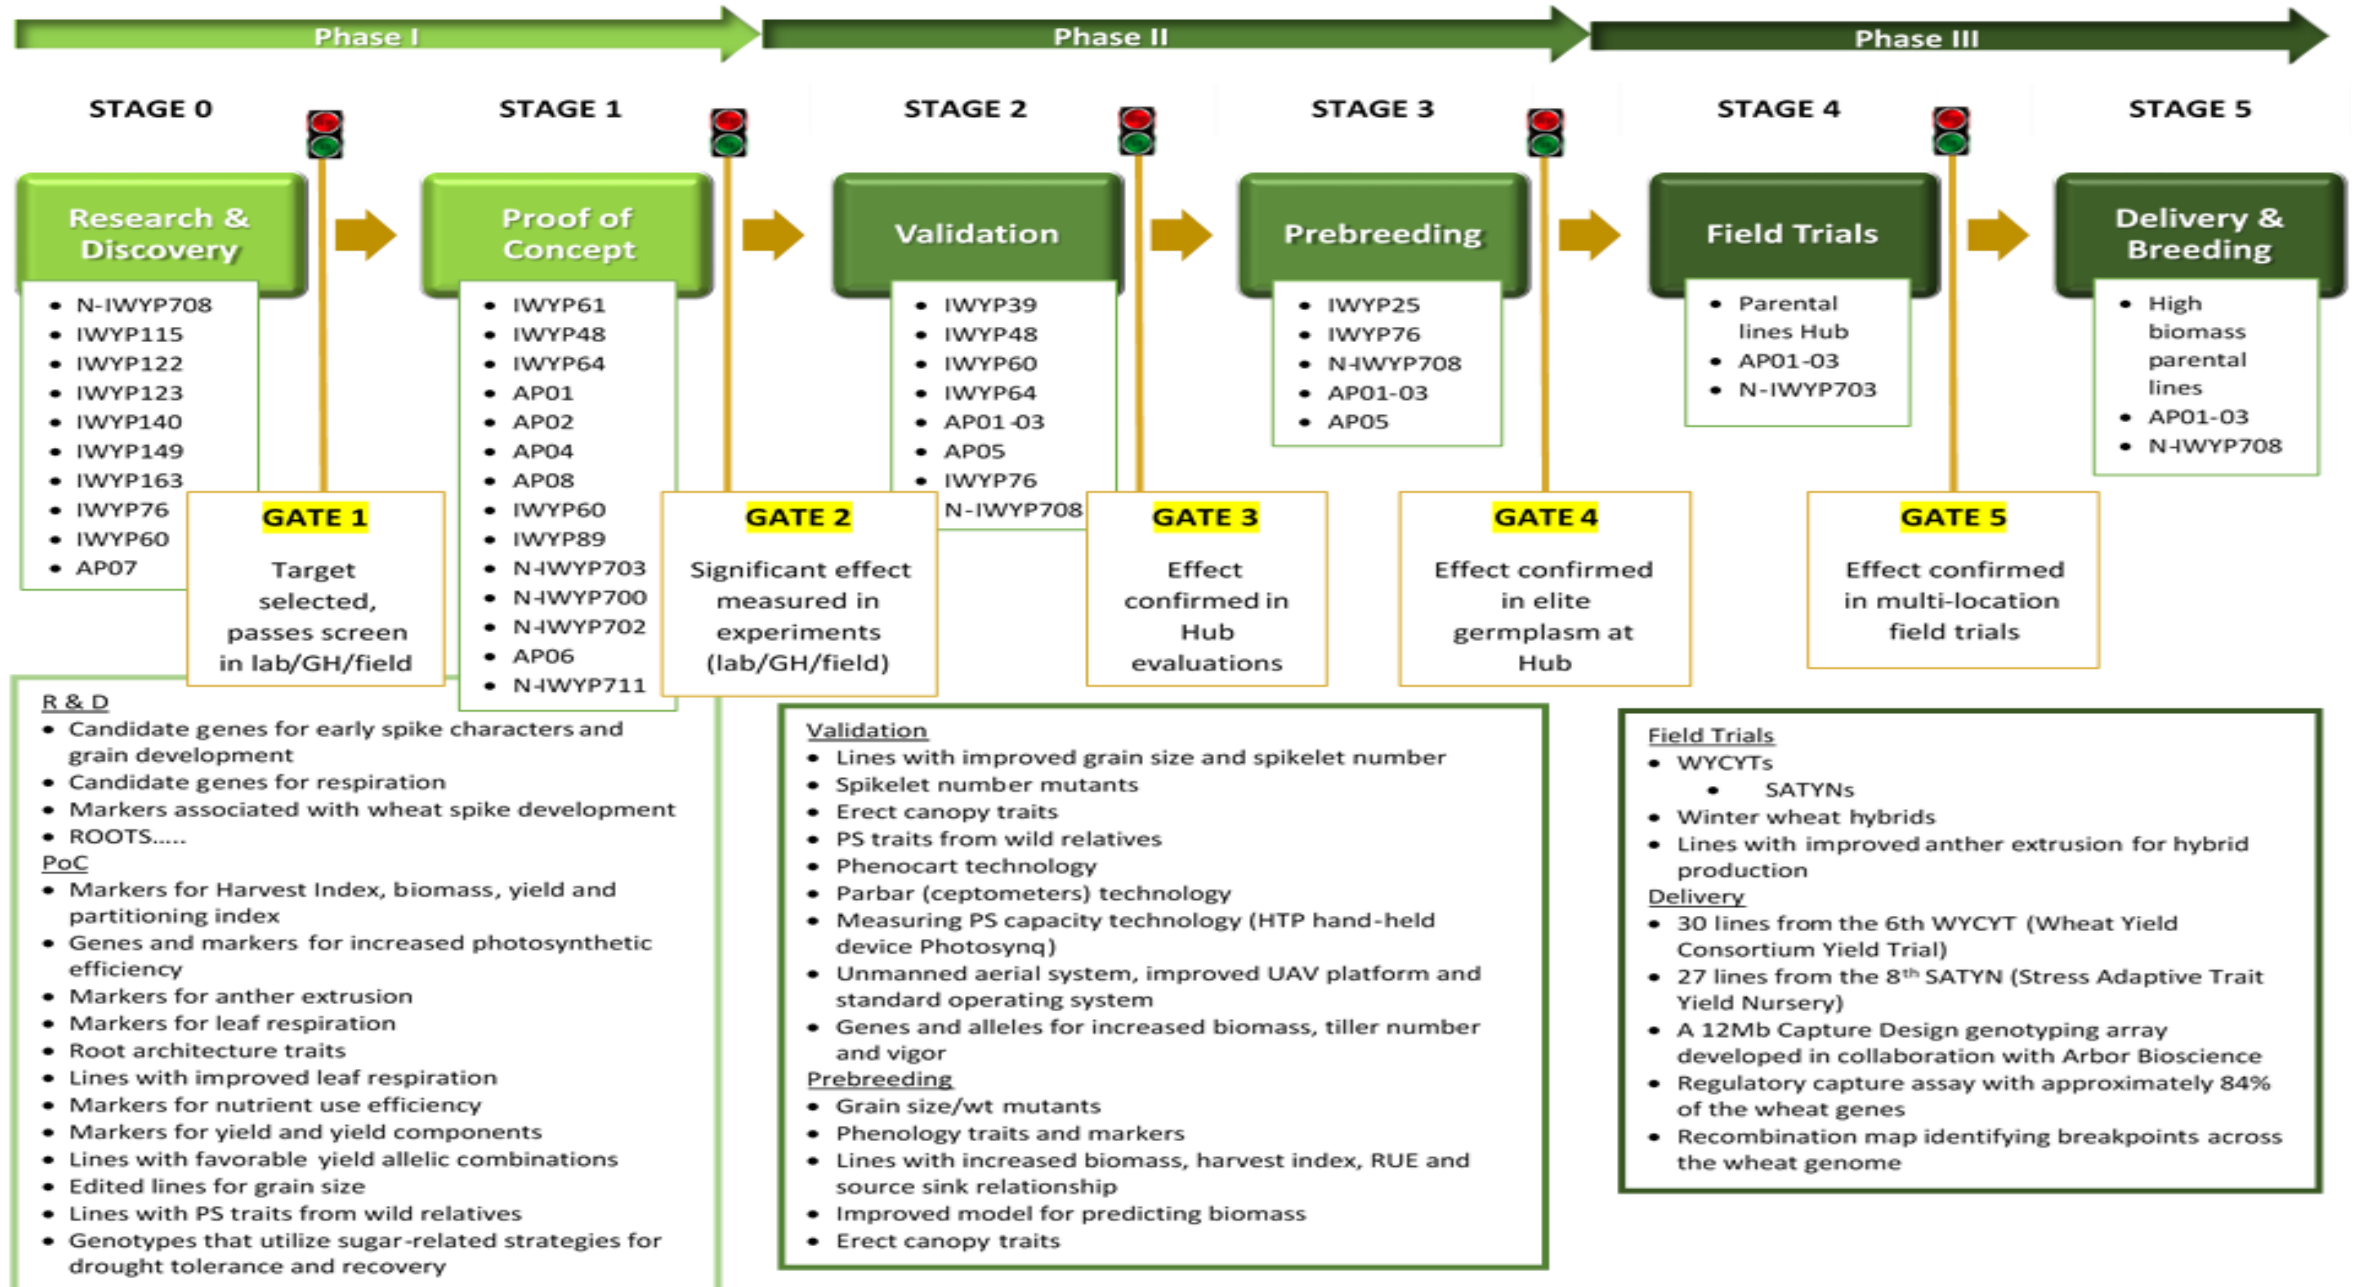 Phase I
Phase II
Phase III
STAGE 0
STAGE 1
STAGE 2
STAGE 3
STAGE 4
STAGE 5
Research &
Discovery
Proof of
Concept
Validation
Prebreeding
Field Trials
Delivery &
Breeding
• N-IWYP708
• IWYP115
• IWYP122
• IWYP123
• IWYP140
• IWYP149
• IWYP163
• IWYP76
• IWYP60
• AP07
• IWYP61
• IWYP48
• IWYP64
• AP01
• AP02
• AP04
• AP08
• IWYP60
• IWYP89
• N-IWYP703
• N-IWYP700
• N-IWYP702
• AP06
• N-IWYP711
• IWYP39
• IWYP48
• IWYP60
• IWYP64
• AP01-03
• AP05
• IWYP76
N-IWYP708
• IWYP25
• IWYP76
• N-IWYP708
• AP01-03
• AP05
• Parental
lines Hub
• AP01-03
• N-IWYP703
• High
biomass
parental
lines
• AP01-03
• N-IWYP708
GATE 1
Target
selected,
passes screen
in lab/GH/field
GATE 2
Significant effect
measured in
experiments
(lab/GH/field)
GATE 3
Effect
confirmed in
Hub
evaluations
GATE 4
Effect confirmed
in elite
germplasm at
Hub
GATE 5
Effect confirmed
in multi-location
field trials
R & D
• Candidate genes for early spike characters and
grain development
• Candidate genes for respiration
• Markers associated with wheat spike development
• ROOTS.....
PoC
• Markers for Harvest Index, biomass, yield and
partitioning index
• Genes and markers for increased photosynthetic
efficiency
• Markers for anther extrusion
• Markers for leaf respiration
• Root architecture traits
• Lines with improved leaf respiration
• Markers for nutrient use efficiency
• Markers for yield and yield components
• Lines with favorable yield allelic combinations
• Edited lines for grain size
• Lines with PS traits from wild relatives
• Genotypes that utilize sugar-related strategies for
drought tolerance and recovery
Validation
• Lines with improved grain size and spikelet number
• Spikelet number mutants
• Erect canopy traits
• PS traits from wild relatives
• Phenocart technology
• Parbar (ceptometers) technology
• Measuring PS capacity technology (HTP hand-held
device Photosynq)
• Unmanned aerial system, improved UAV platform and
standard operating system
• Genes and alleles for increased biomass, tiller number
and vigor
Prebreeding
• Grain size/wt mutants
• Phenology traits and markers
• Lines with increased biomass, harvest index, RUE and
source sink relationship
• Improved model for predicting biomass
• Erect canopy traits
Field Trials
• WYCYTs
• SATYNs
• Winter wheat hybrids
• Lines with improved anther extrusion for hybrid
production
Delivery
• 30 lines from the 6th WYCYT (Wheat Yield
Consortium Yield Trial)
• 27 lines from the 8th SATYN (Stress Adaptive Trait
Yield Nursery)
• A 12Mb Capture Design genotyping array
developed in collaboration with Arbor Bioscience
• Regulatory capture assay with approximately 84%
of the wheat genes
• Recombination map identifying breakpoints across
the wheat genome